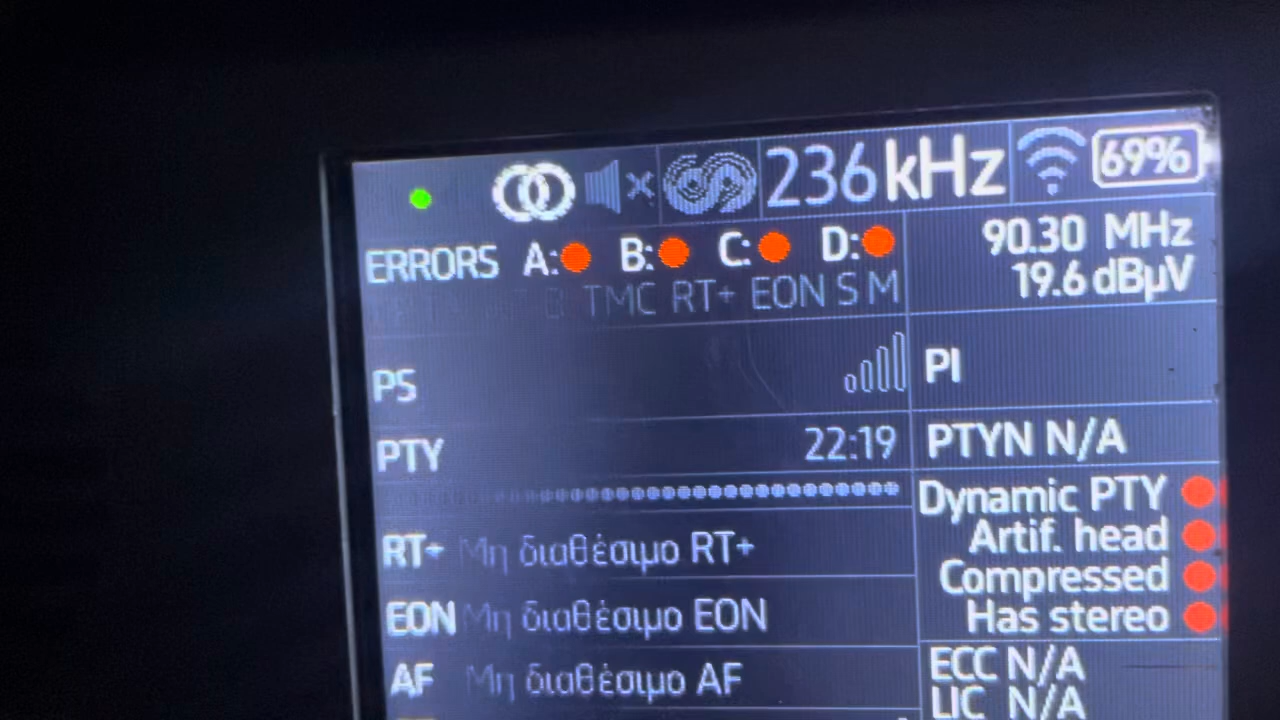 236 kHz 69%
ERRORS A: B: C: D:
90.30 MHz
19.6 dBµV
TMC RT+ EON S M
PS
PI
PTY 22:19
PTYN N/A
Dynamic PTY
Artif. head
Compressed
Has stereo
RT+ Μη διαθέσιμο RT+
EON Μη διαθέσιμο EON
AF Μη διαθέσιμο AF
ECC N/A
LIC N/A